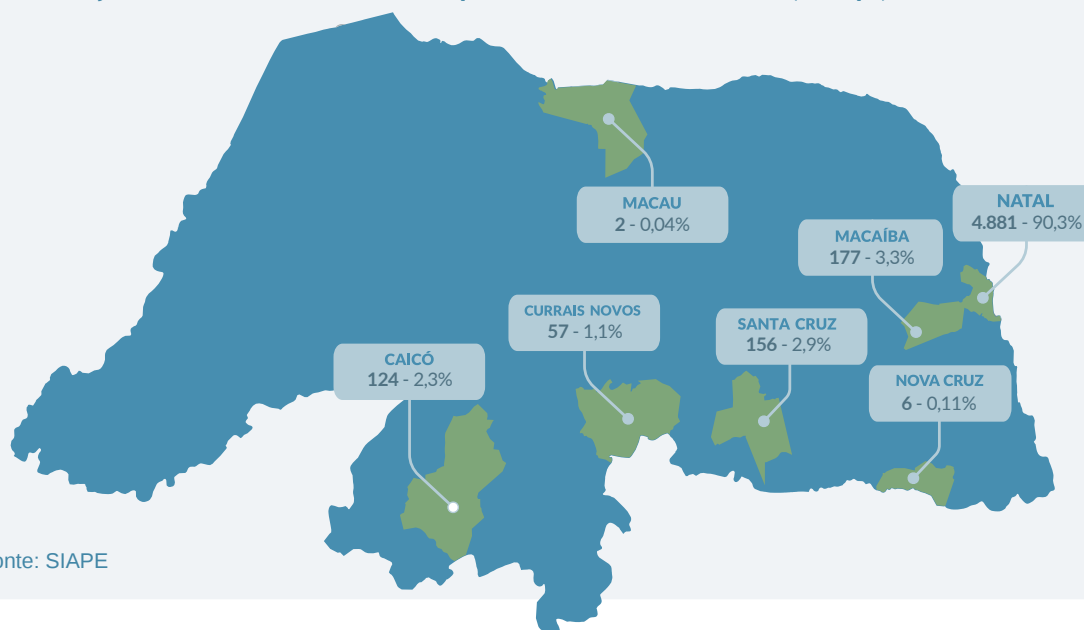 MACAU
2 - 0,04%
NATAL
4.881 - 90,3%
MACAÍBA
177 - 3,3%
CURRAIS NOVOS
57 - 1,1%
SANTA CRUZ
156 - 2,9%
CAICÓ
124 - 2,3%
NOVA CRUZ
6 - 0,11%
onte: SIAPE